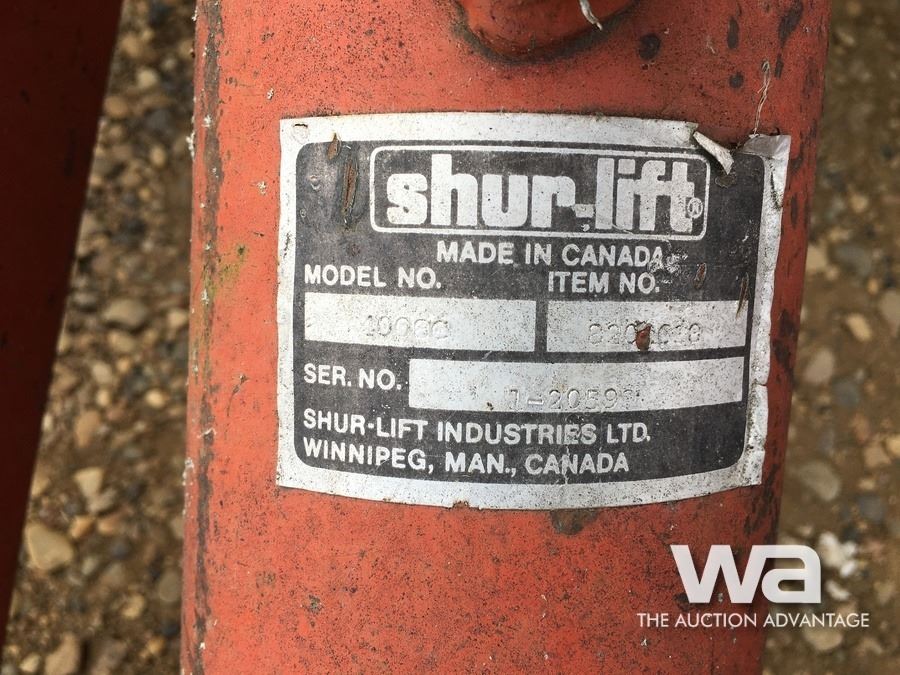 shur-lift®
MADE IN CANADA
MODEL NO. ITEM NO.
SER. NO.
SHUR-LIFT INDUSTRIES LTD.
WINNIPEG, MAN., CANADA
wa
THE AUCTION ADVANTAGE